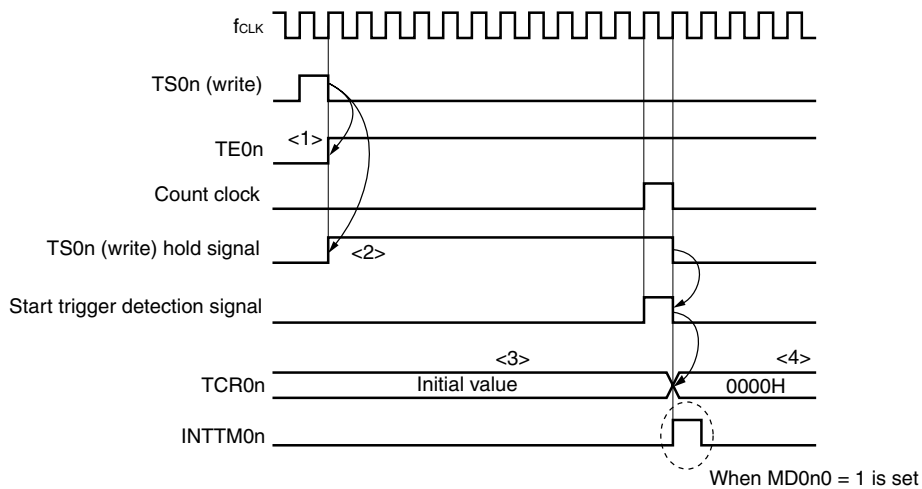 fCLK
TS0n (write)
<1>
TE0n
Count clock
TS0n (write) hold signal
<2>
Start trigger detection signal
<3>
<4>
TCR0n
Initial value
0000H
INTTM0n
When MD0n0 = 1 is set